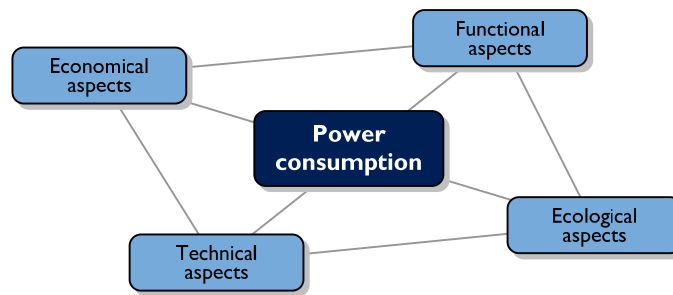 Functional
aspects
Economical
aspects
Power
consumption
Ecological
aspects
Technical
aspects